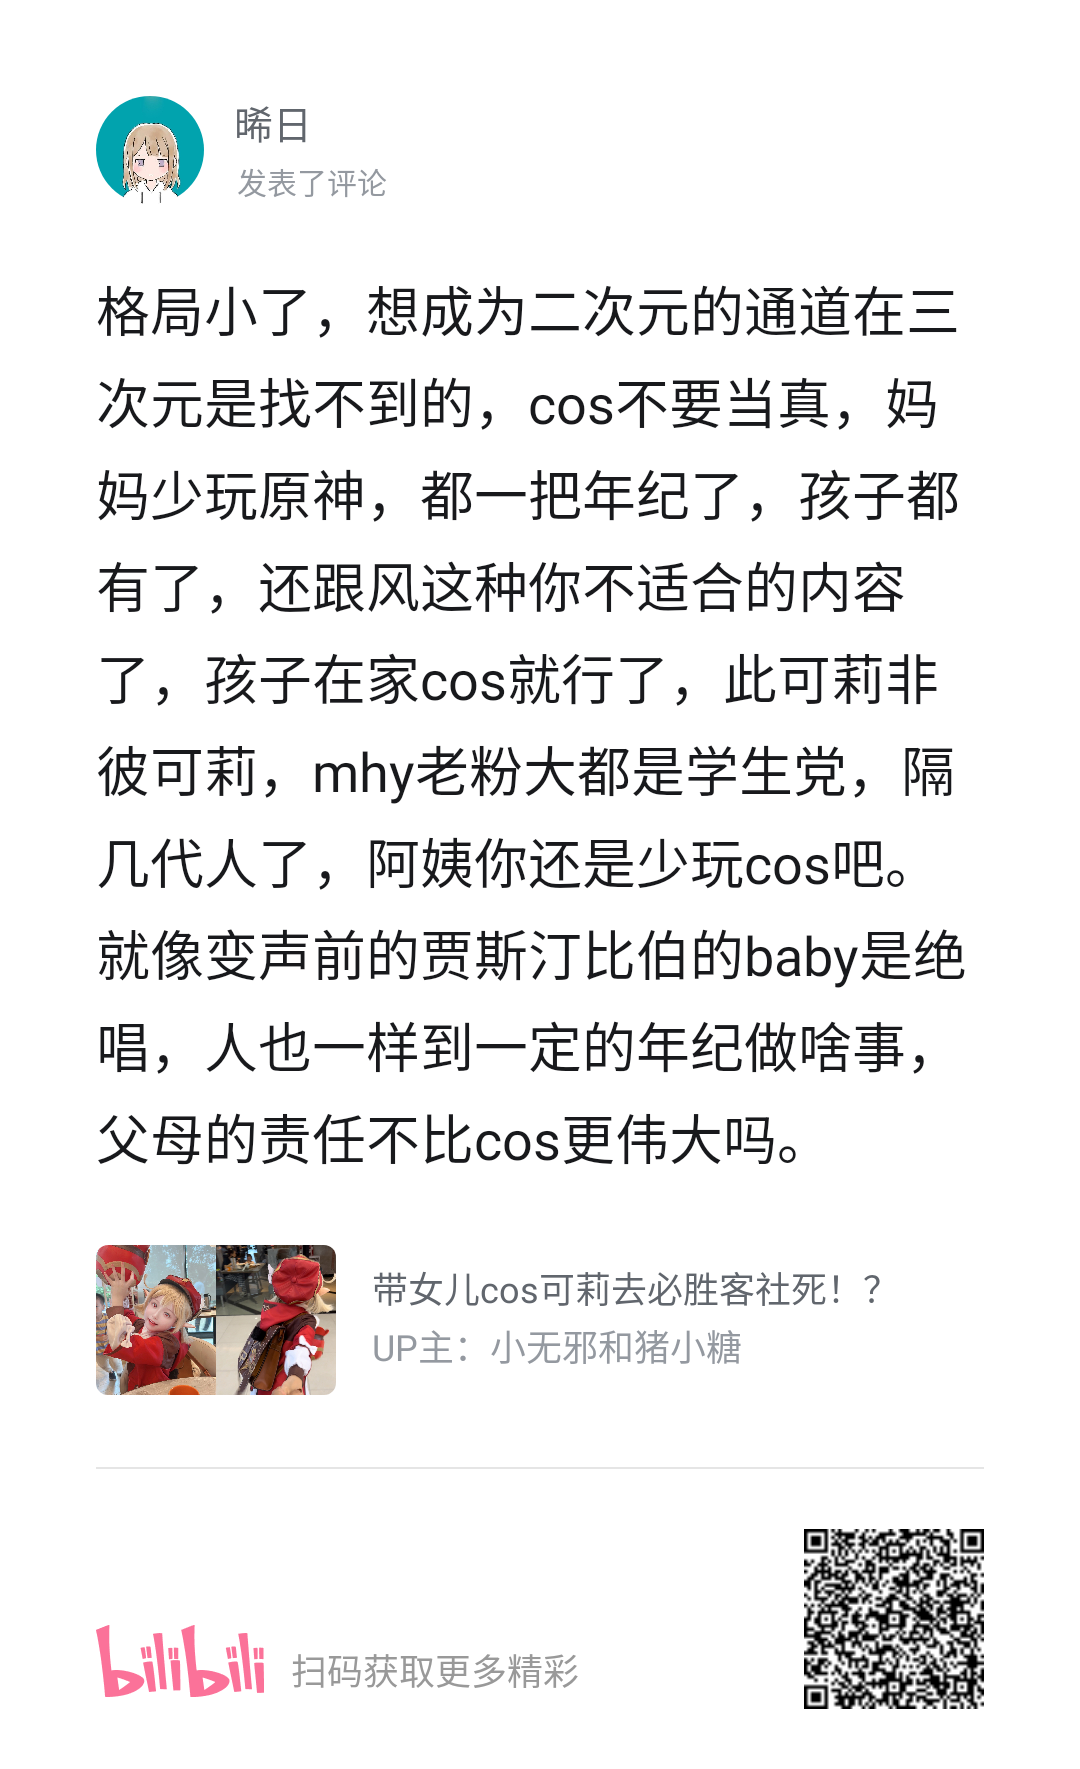 晞日
发表了评论
格局小了，想成为二次元的通道在三
次元是找不到的，cos不要当真，妈
妈少玩原神，都一把年纪了，孩子都
有了，还跟风这种你不适合的内容
了，孩子在家cos就行了，此可莉非
彼可莉，mhy老粉大都是学生党，隔
几代人了，阿姨你还是少玩cos吧。
就像变声前的贾斯汀比伯的baby是绝
唱，人也一样到一定的年纪做啥事，
父母的责任不比cos更伟大吗。
带女儿cos可莉去必胜客社死！？
UP主：小无邪和猪小糖
bilibili 扫码获取更多精彩